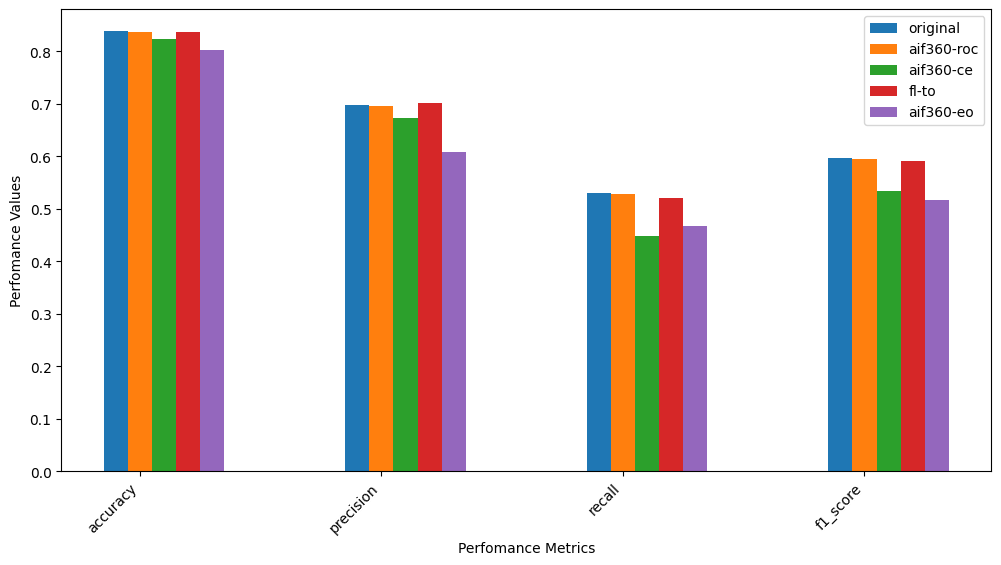 original
aif360-roc
aif360-ce
fl-to
aif360-eo
Perfomance Values
0.8
0.7
0.6
0.5
0.4
0.3
0.2
0.1
0.0
accuracy
precision
recall
f1_score
Perfomance Metrics